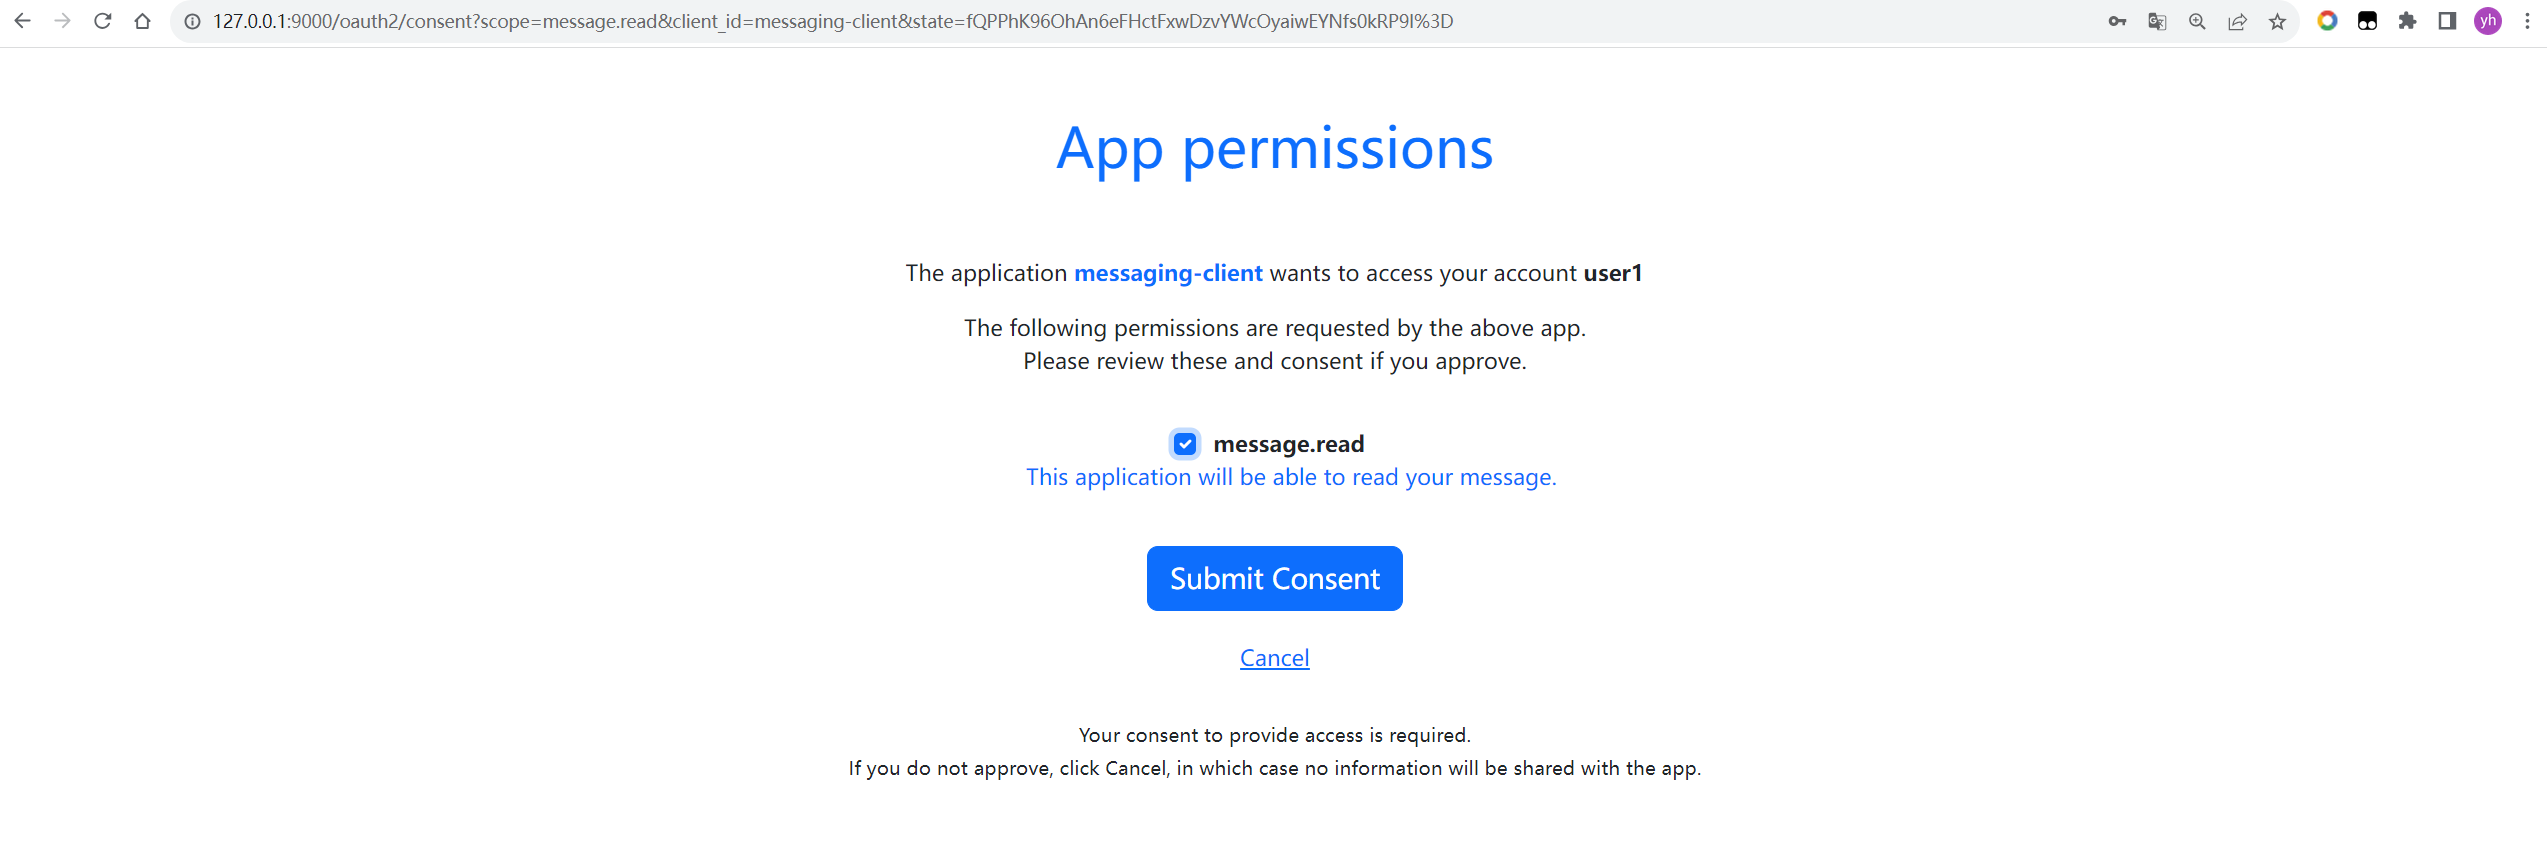 127.0.0.1:9000/oauth2/consent?scope=message.read&client_id=messaging-client&state=fQPPhK96OhAn6eFHctFxwDzvYWcOyaiwEYNfs0kRP9I%3D
yh
App permissions
The application messaging-client wants to access your account user1
The following permissions are requested by the above app.
Please review these and consent if you approve.
message.read
This application will be able to read your message.
Submit Consent
Cancel
Your consent to provide access is required.
If you do not approve, click Cancel, in which case no information will be shared with the app.